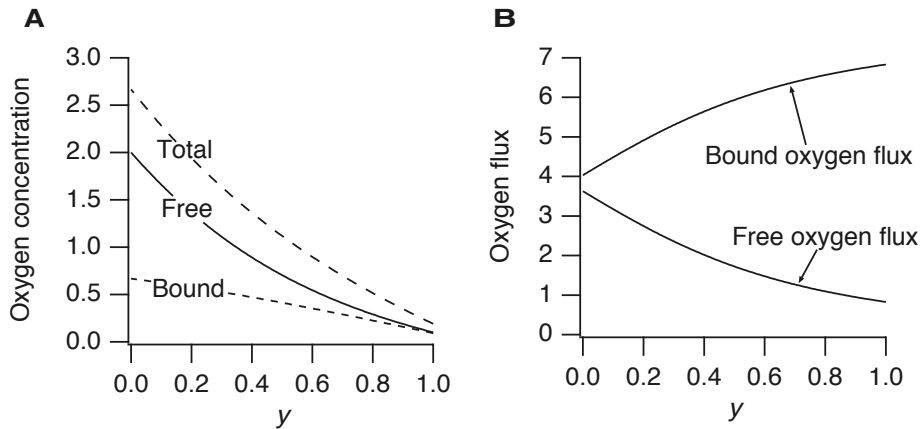 A
Oxygen concentration
3.0
2.5
2.0
1.5
1.0
0.5
0.0
Total
Free
Bound
0.0 0.2 0.4 0.6 0.8 1.0
y
B
Oxygen flux
7
6
5
4
3
2
1
0
Bound oxygen flux
Free oxygen flux
0.0 0.2 0.4 0.6 0.8 1.0
y